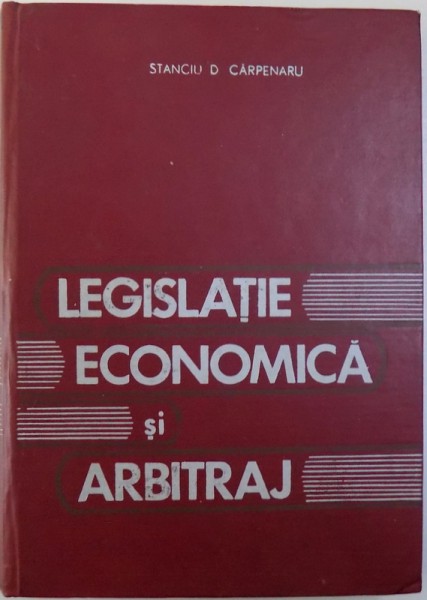 STANCIU D CĂRPENARU
LEGISLAȚIE
ECONOMICĂ
și
ARBITRAJ